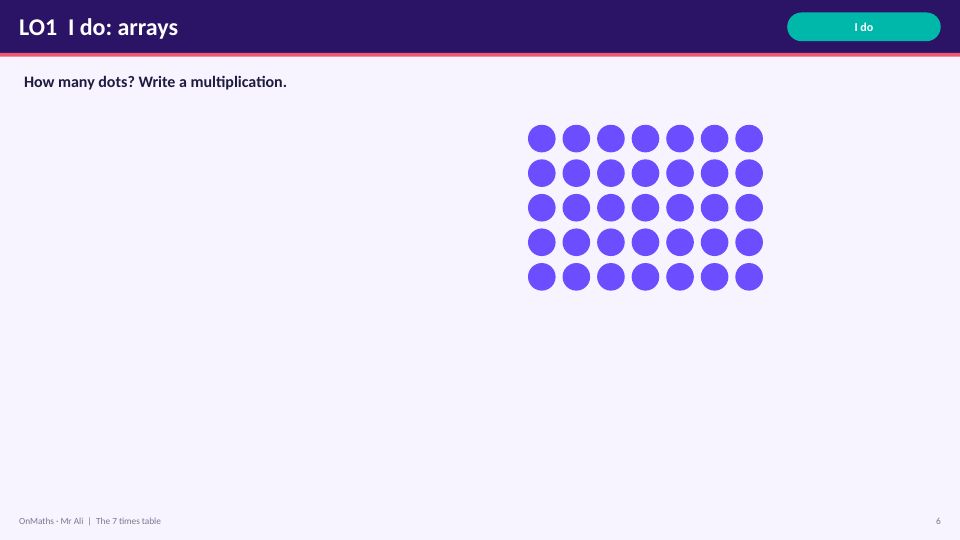 LO1 I do: arrays
I do
How many dots? Write a multiplication.
OnMaths - Mr Ali | The 7 times table
6